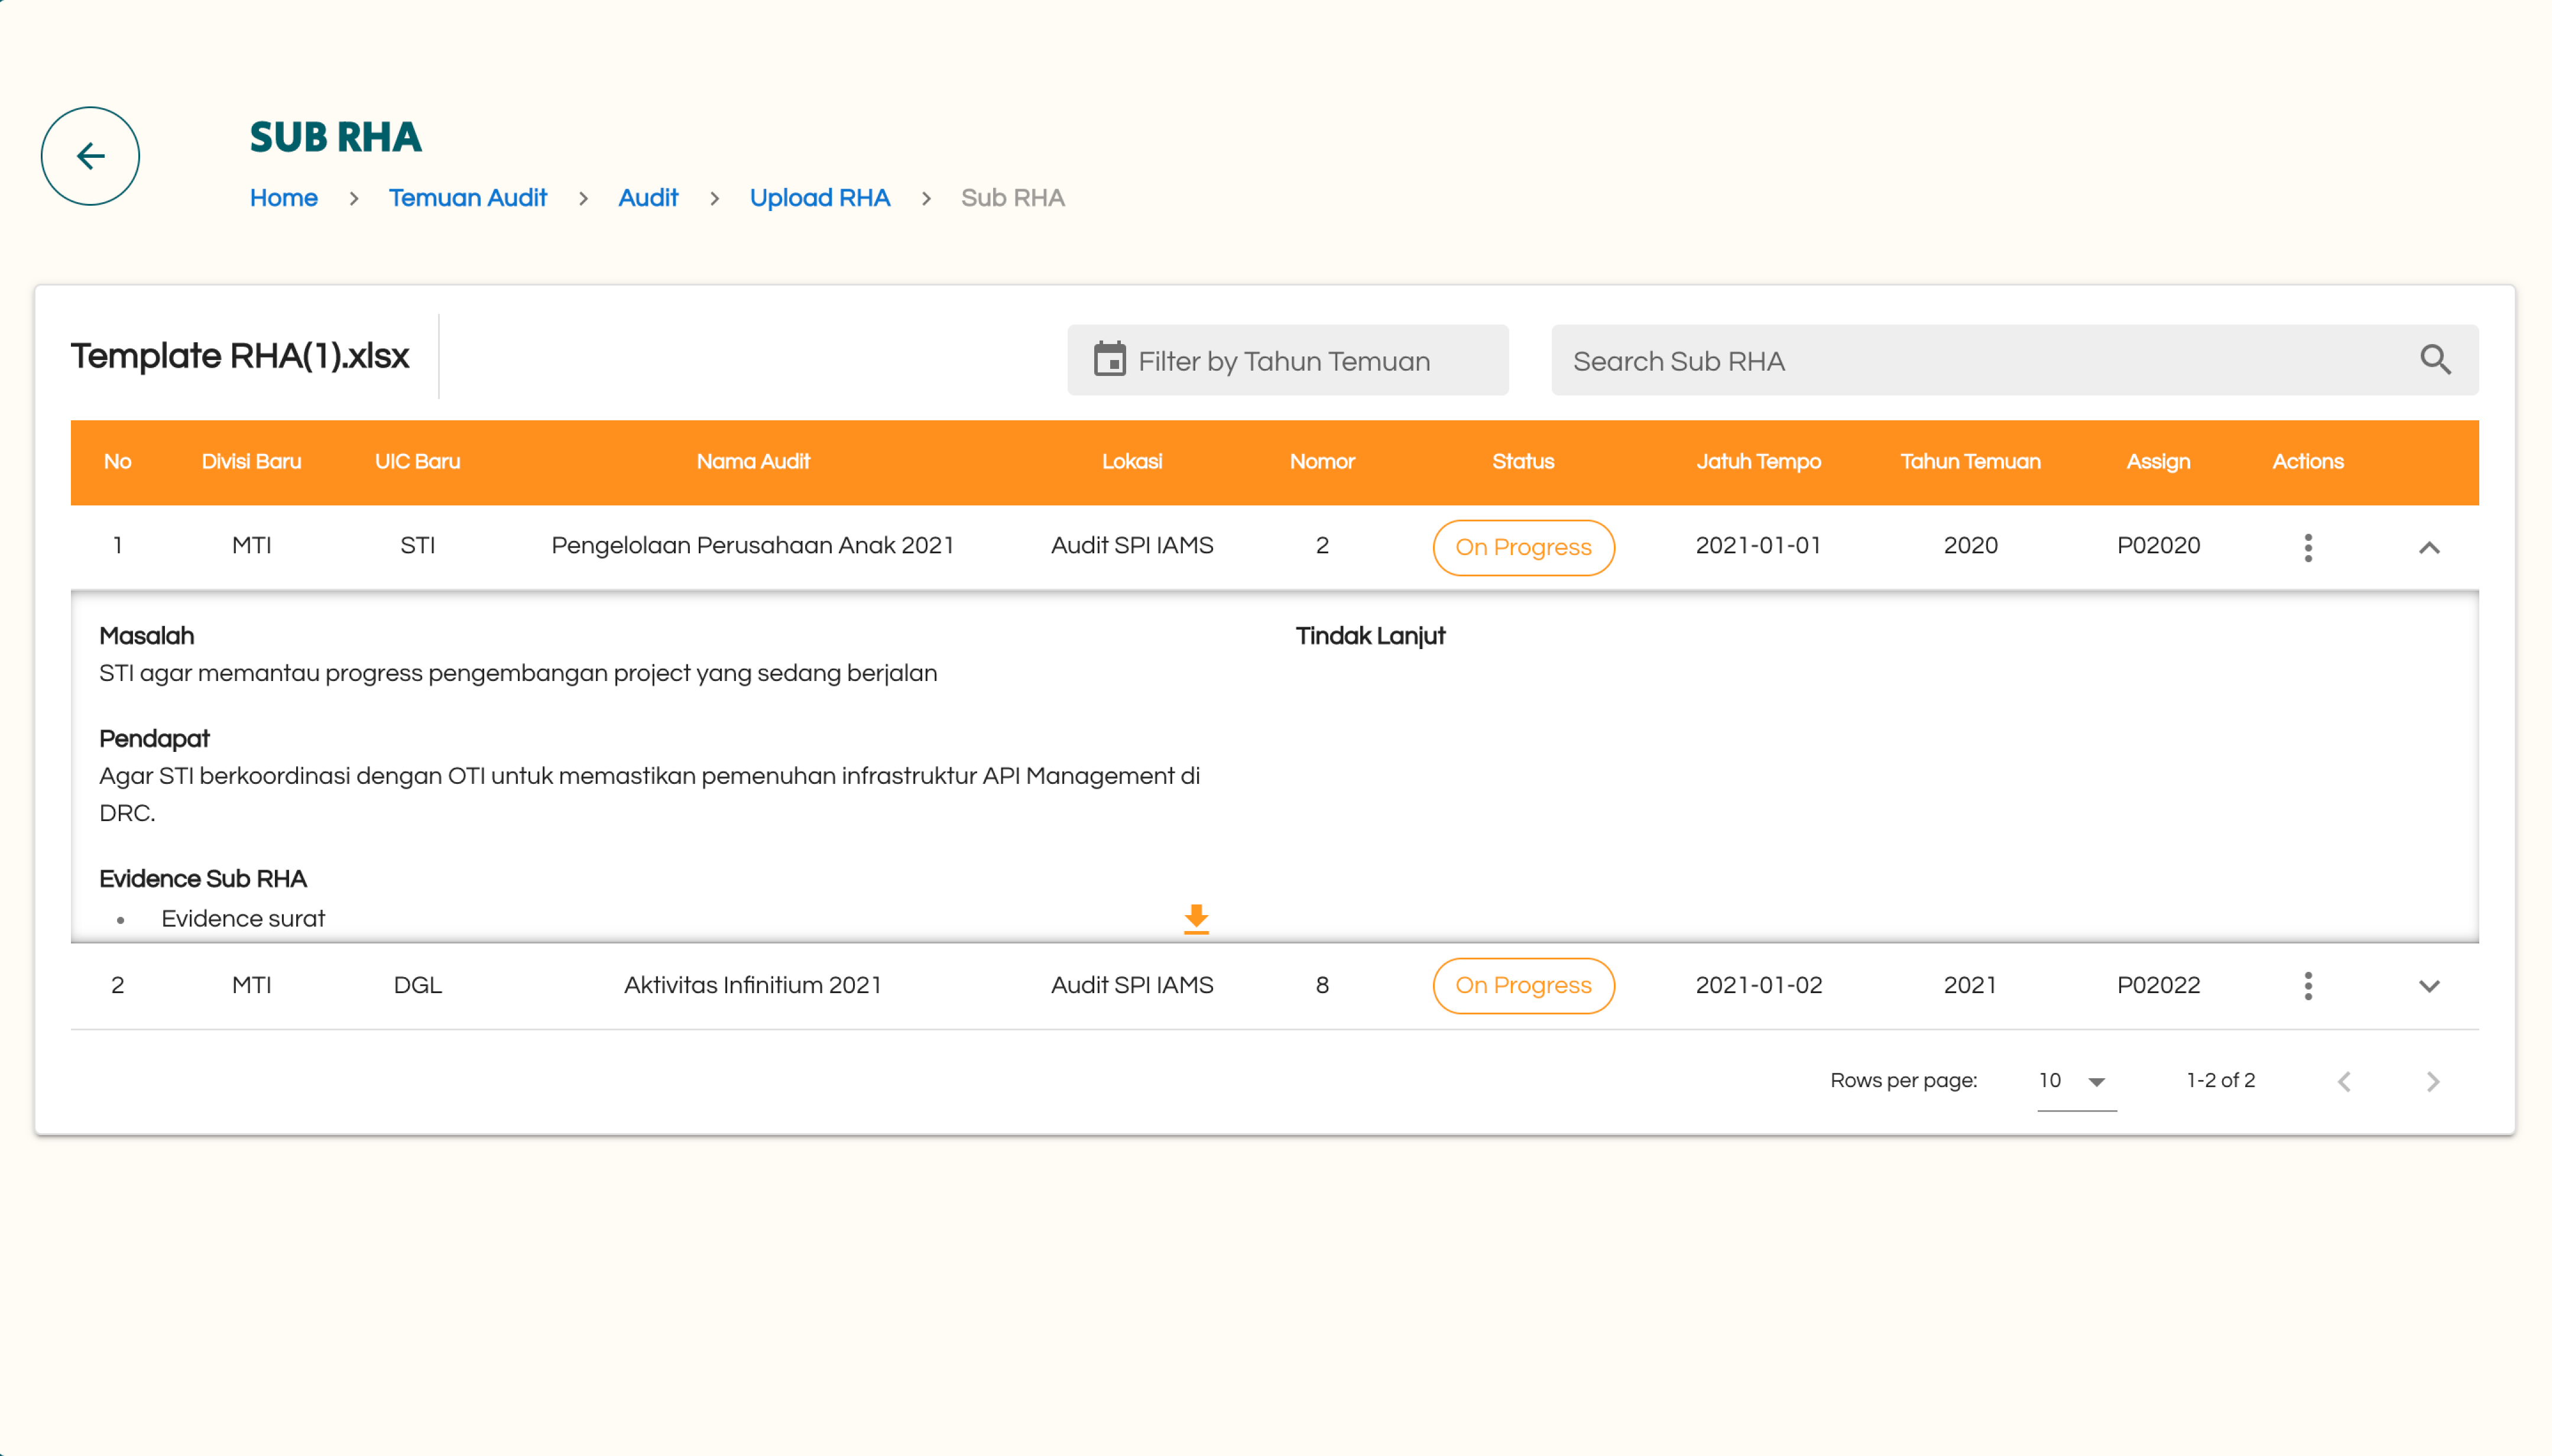 SUB RHA
Home > Temuan Audit > Audit > Upload RHA > Sub RHA
Template RHA(1).xlsx
Filter by Tahun Temuan
Search Sub RHA
No Divisi Baru UIC Baru Nama Audit Lokasi Nomor Status Jatuh Tempo Tahun Temuan Assign Actions
1 MTI STI Pengelolaan Perusahaan Anak 2021 Audit SPI IAMS 2 On Progress 2021-01-01 2020 P02020
Masalah
STI agar memantau progress pengembangan project yang sedang berjalan
Pendapat
Agar STI berkoordinasi dengan OTI untuk memastikan pemenuhan infrastruktur API Management di
DRC.
Evidence Sub RHA
• Evidence surat
Tindak Lanjut
2 MTI DGL Aktivitas Infinitium 2021 Audit SPI IAMS 8 On Progress 2021-01-02 2021 P02022
Rows per page: 10 1-2 of 2